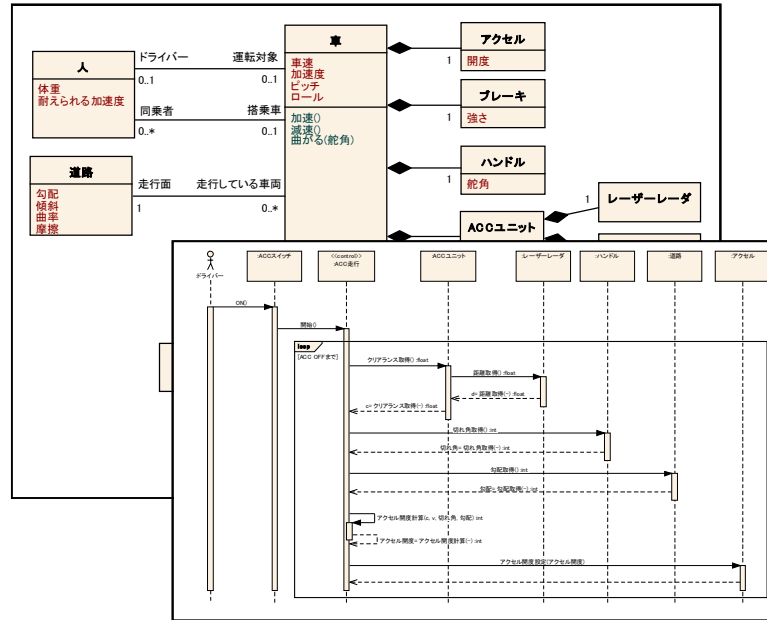 車
アクセル
開度
ドライバー
運転対象
人
体重
耐えられる加速度
0..1
0..1
車速
加速度
ピッチ
ロール
加速()
減速()
曲がる(舵角)
1
ブレーキ
強さ
1
同乗者
搭乗車
0..*
0..1
道路
勾配
傾斜
曲率
摩擦
走行面
走行している車両
1
0..*
ハンドル
舵角
1
ACCユニット
1
レーザーレーダ
ドライバー
:ACCスイッチ
<<control>>
:ACC走行
:ACCユニット
:レーザーレーダ
:ハンドル
:道路
:アクセル
ON()
開始()
loop
[ACC OFFまで]
クリアランス取得():float
距離取得():float
d= 距離取得(-):float
c= クリアランス取得(-):float
切れ角取得():int
切れ角= 切れ角取得(-):int
勾配取得():int
勾配= 勾配取得(-):int
アクセル開度計算(c, v, 切れ角, 勾配):int
アクセル開度= アクセル開度計算(-):int
アクセル開度設定(アクセル開度)